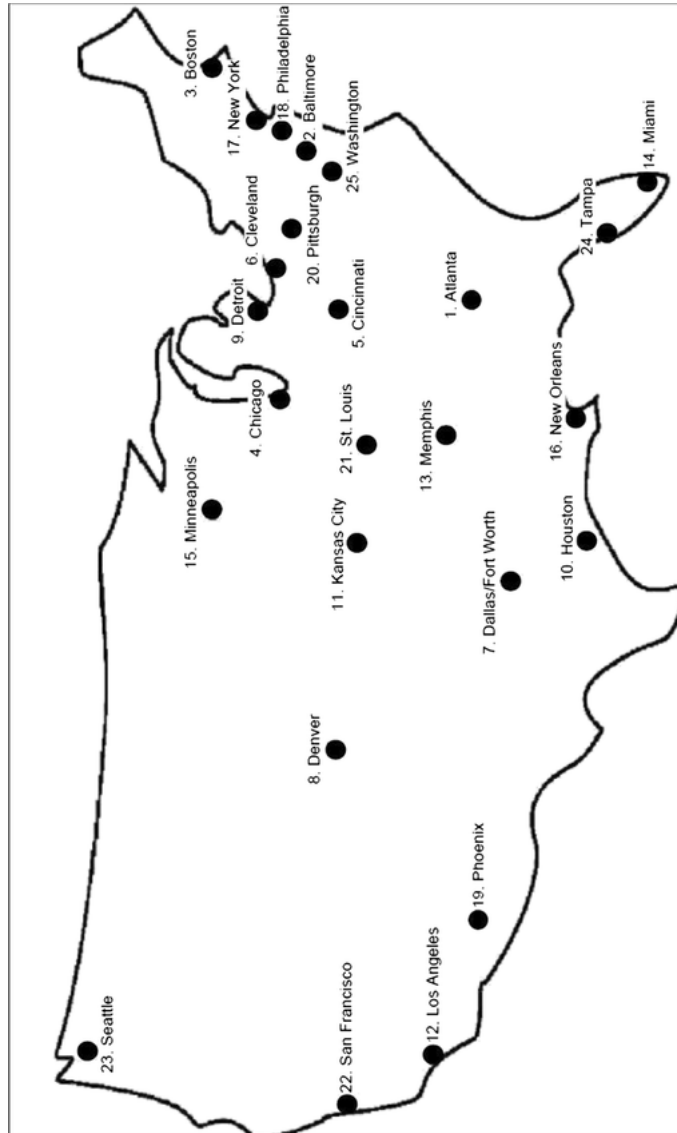 23. Seattle
15. Minneapolis
3. Boston
9. Detroit
17. New York
4. Chicago
6. Cleveland
18. Philadelphia
20. Pittsburgh
2. Baltimore
8. Denver
5. Cincinnati
25. Washington
22. San Francisco
11. Kansas City
21. St. Louis
12. Los Angeles
13. Memphis
1. Atlanta
19. Phoenix
7. Dallas/Fort Worth
10. Houston
16. New Orleans
24. Tampa
14. Miami